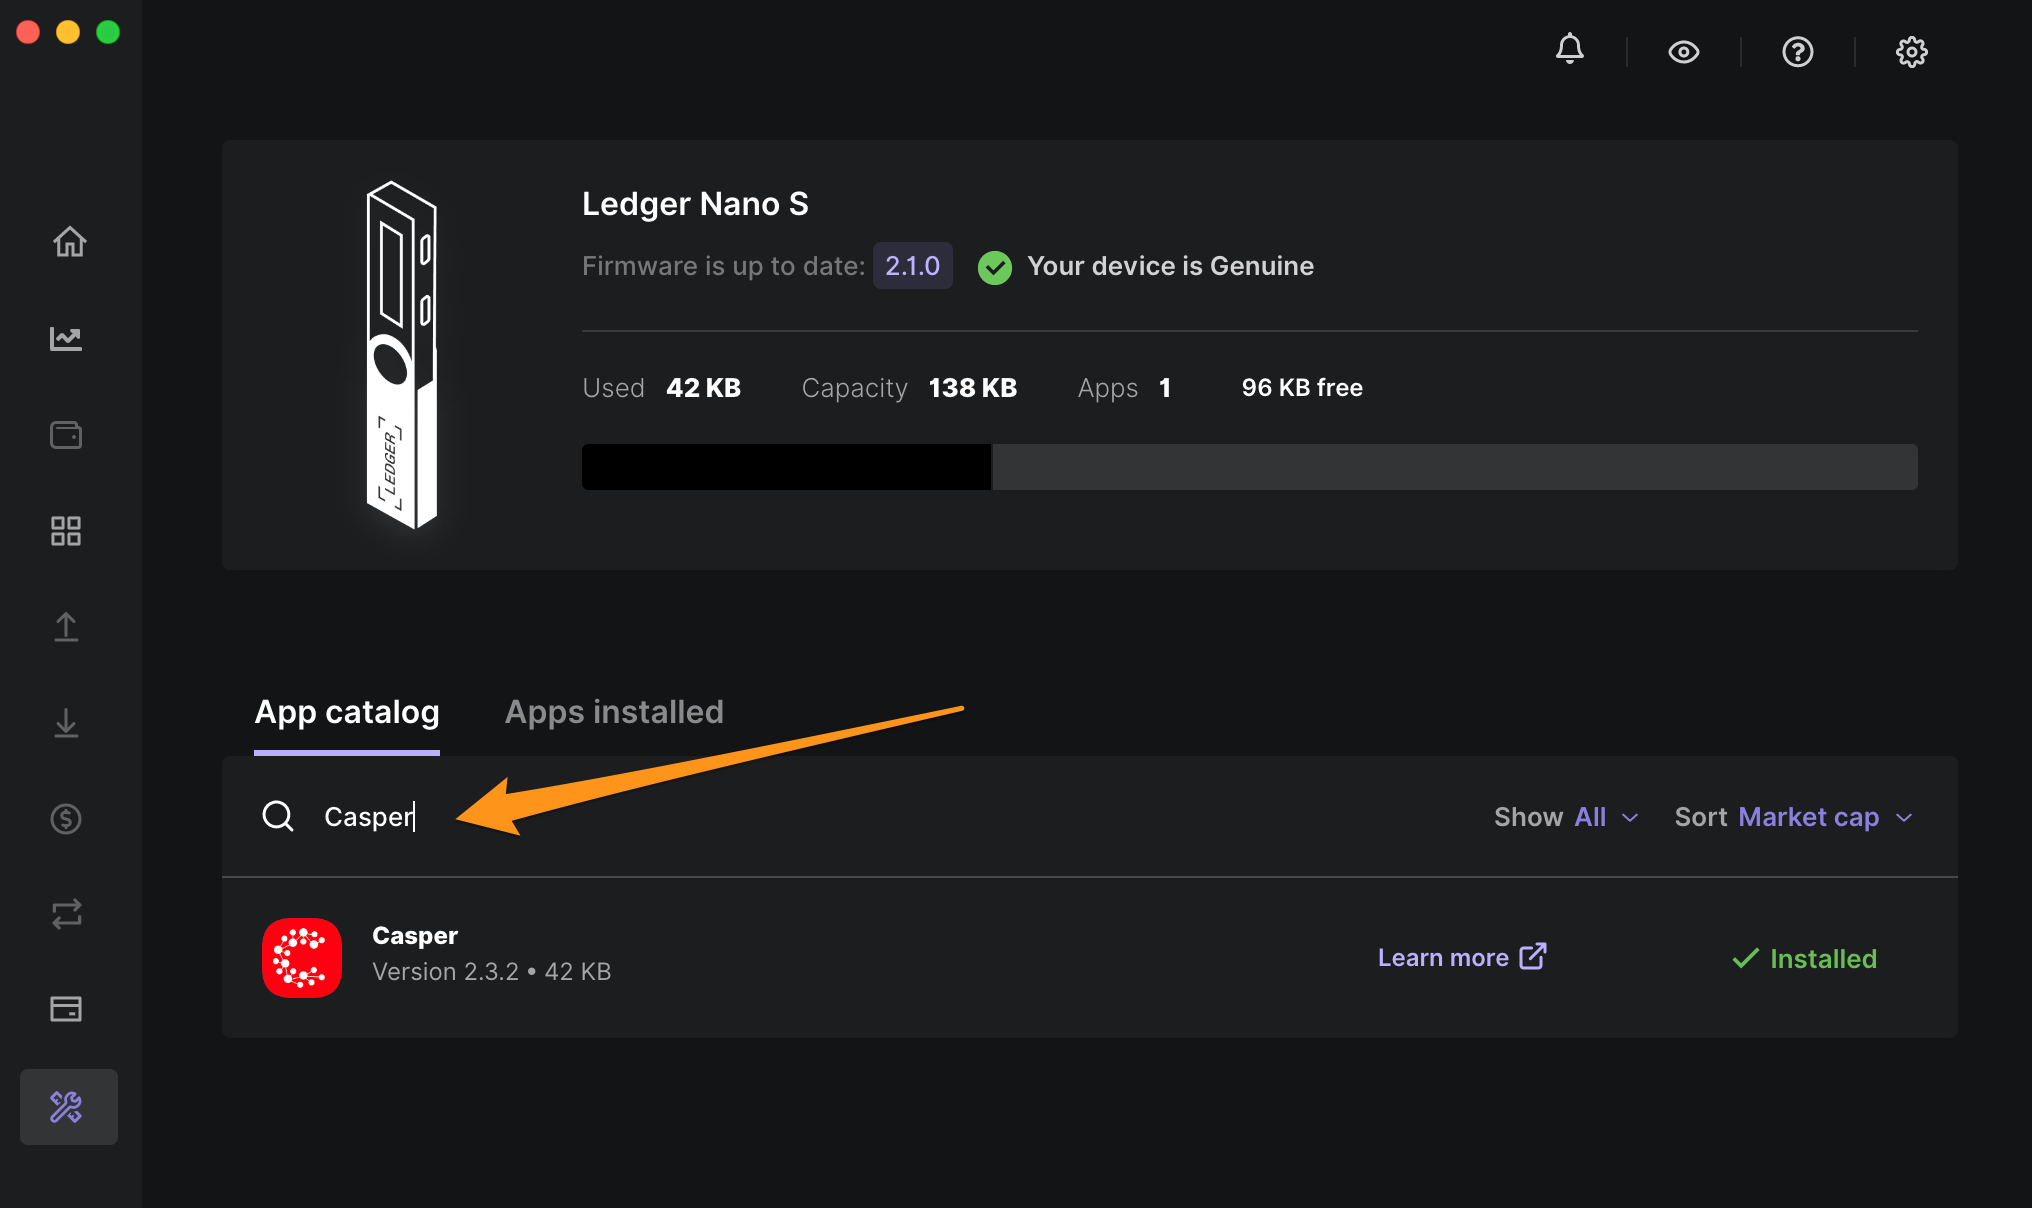 Ledger Nano S
Firmware is up to date: 2.1.0 Your device is Genuine
Used 42 KB Capacity 138 KB Apps 1 96 KB free
LEDGER
App catalog Apps installed
Casper Show All Sort Market cap
Casper
Version 2.3.2 • 42 KB
Learn more Installed